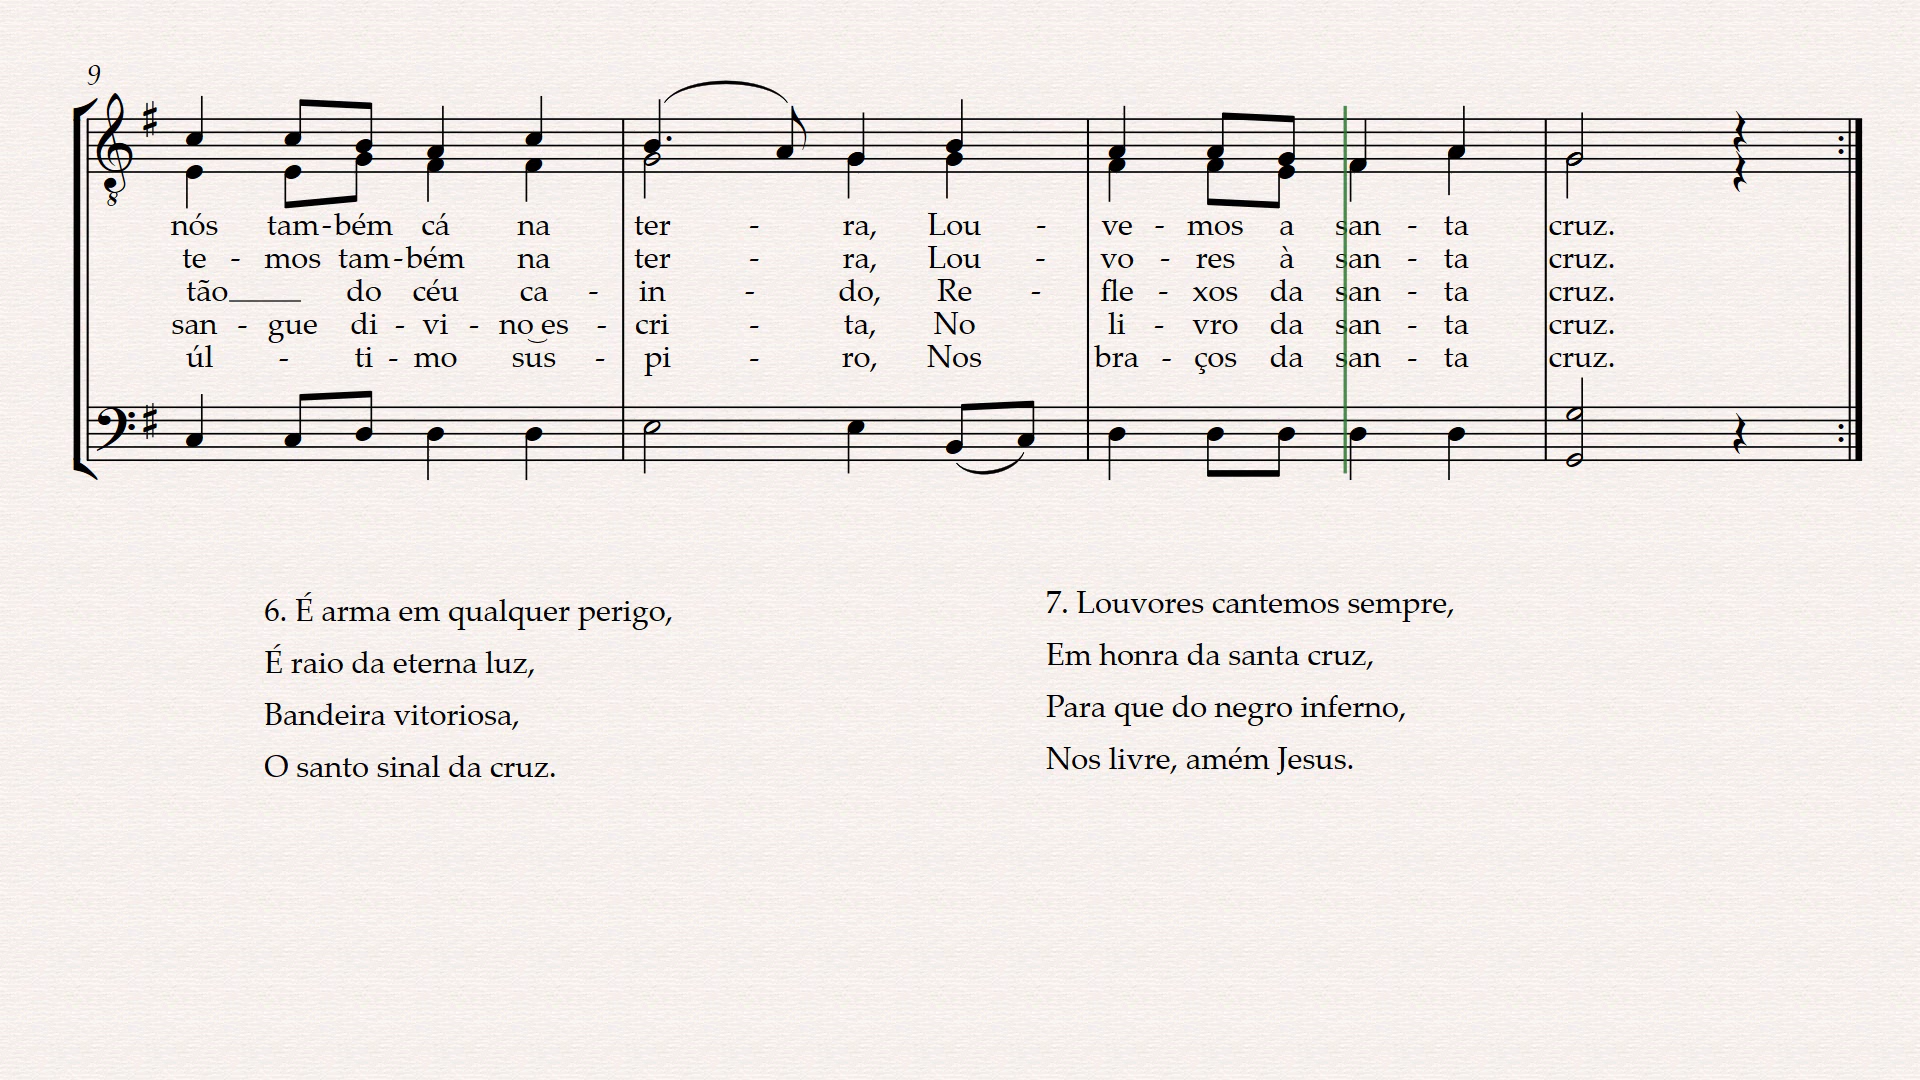 9
8
nós tam-bém cá na ter - ra, Lou - ve - mos a san - ta cruz.
te - mos tam-bém na ter - ra, Lou - vo - res à san - ta cruz.
tão____ do céu ca - in - do, Re - fle - xos da san - ta cruz.
san - gue di - vi - no es - cri - ta, No li - vro da san - ta cruz.
úl - ti - mo sus - pi - ro, Nos bra - ços da san - ta cruz.
6. É arma em qualquer perigo,
É raio da eterna luz,
Bandeira vitoriosa,
O santo sinal da cruz.
7. Louvores cantemos sempre,
Em honra da santa cruz,
Para que do negro inferno,
Nos livre, amém Jesus.